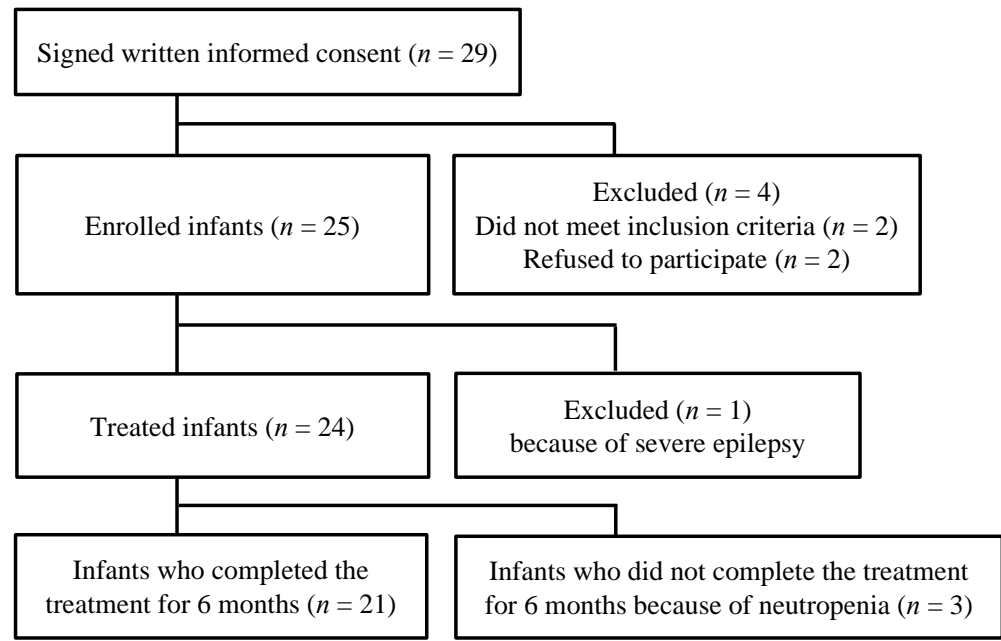 Signed written informed consent (n = 29)
Enrolled infants (n = 25)
Excluded (n = 4)
Did not meet inclusion criteria (n = 2)
Refused to participate (n = 2)
Treated infants (n = 24)
Excluded (n = 1)
because of severe epilepsy
Infants who completed the
treatment for 6 months (n = 21)
Infants who did not complete the treatment
for 6 months because of neutropenia (n = 3)